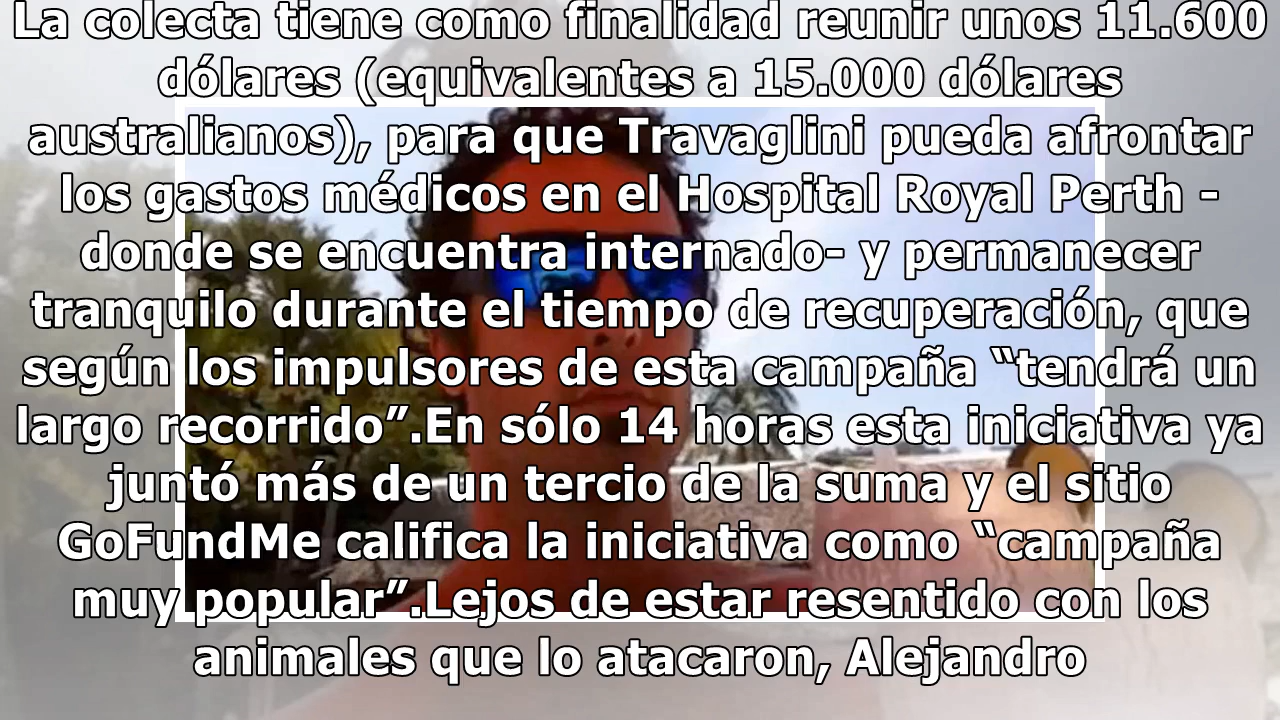 La colecta tiene como finalidad reunir unos 11.600
dólares (equivalentes a 15.000 dólares
australianos), para que Travaglini pueda afrontar
los gastos médicos en el Hospital Royal Perth -
donde se encuentra internado- y permanecer
tranquilo durante el tiempo de recuperación, que
según los impulsores de esta campaña “tendrá un
largo recorrido”.En sólo 14 horas esta iniciativa ya
juntó más de un tercio de la suma y el sitio
GoFundMe califica la iniciativa como “campaña
muy popular”.Lejos de estar resentido con los
animales que lo atacaron, Alejandro